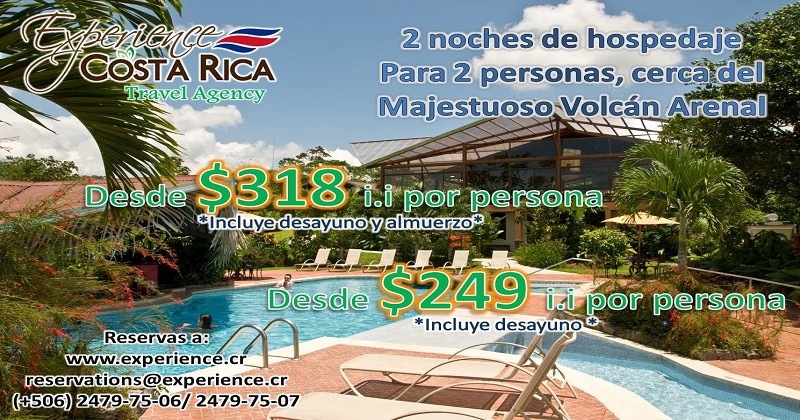 Experience
COSTA RICA
Travel Agency
2 noches de hospedaje
Para 2 personas, cerca del
Majestuoso Volcán Arenal
Desde $318 i.i por persona
*Incluye desayuno y almuerzo*
Desde $249 i.i por persona
*Incluye desayuno *
Reservas a:
www.experience.cr
reservations@experience.cr
(+506) 2479-75-06/ 2479-75-07